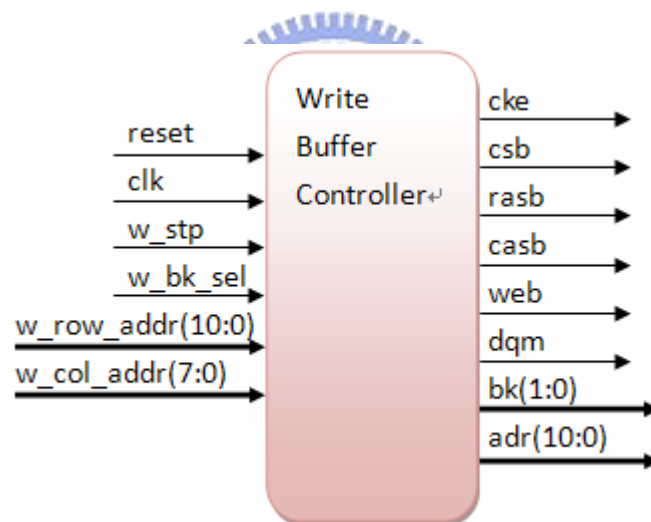 Write
Buffer
Controller↵
reset
clk
w_stp
w_bk_sel
w_row_addr(10:0)
w_col_addr(7:0)
cke
csb
rasb
casb
web
dqm
bk(1:0)
adr(10:0)